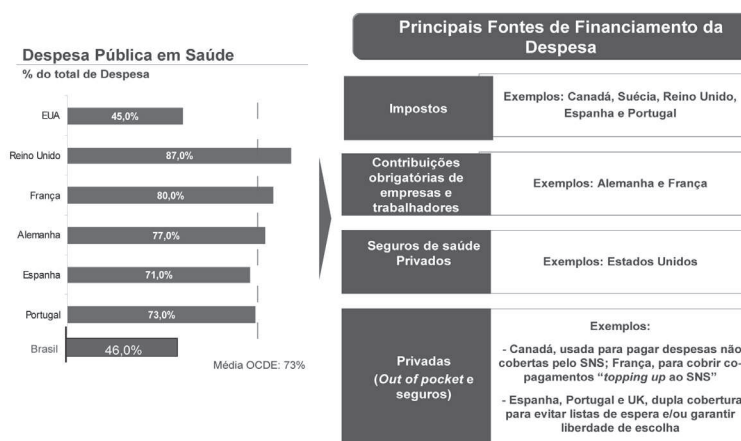 Despesa Pública em Saúde
% do total de Despesa
EUA
45,0%
Reino Unido
87,0%
França
80,0%
Alemanha
77,0%
Espanha
71,0%
Portugal
73,0%
Brasil
46,0%
Média OCDE: 73%
Principais Fontes de Financiamento da
Despesa
Impostos
Exemplos: Canadá, Suécia, Reino Unido,
Espanha e Portugal
Contribuições
obrigatórias de
empresas e
trabalhadores
Exemplos: Alemanha e França
Seguros de saúde
Privados
Exemplos: Estados Unidos
Privadas
(Out of pocket e
seguros)
Exemplos:
- Canadá, usada para pagar despesas não
cobertas pelo SNS; França, para cobrir co-
pagamentos “topping up ao SNS”
- Espanha, Portugal e UK, dupla cobertura
para evitar listas de espera e/ou garantir
liberdade de escolha